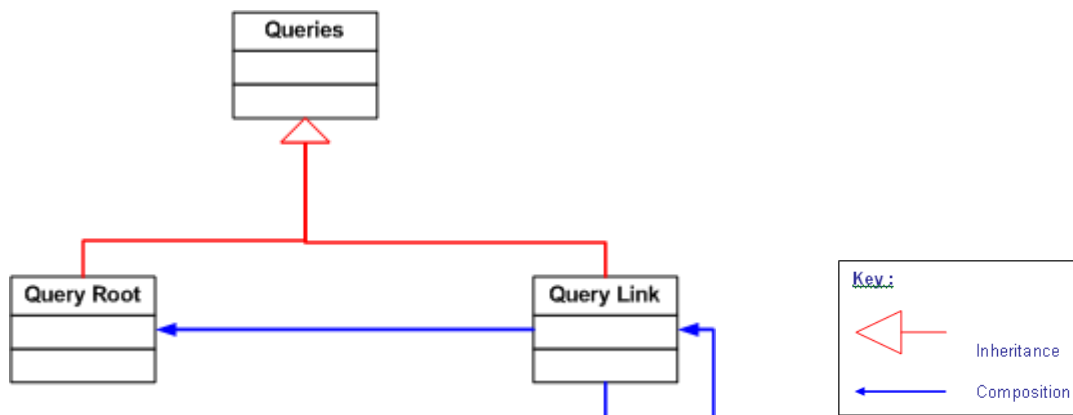 Queries
Query Root
Query Link
Key :
Inheritance
Composition